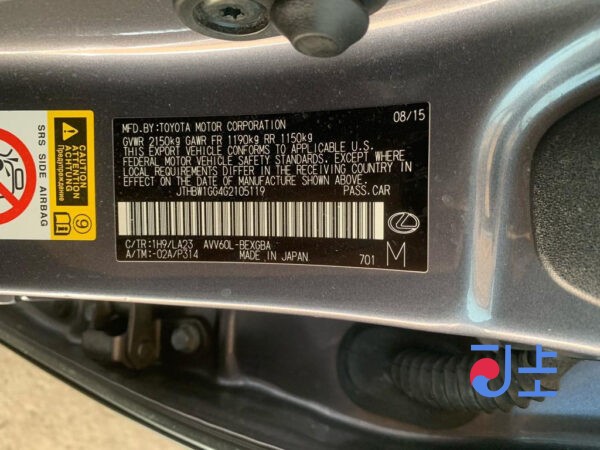 MFD.BY:TOYOTA MOTOR CORPORATION 08/15
GVWR 2150kg GAWR FR 1190kg RR 1150kg
THIS EXPORT VEHICLE CONFORMS TO APPLICABLE U.S.
FEDERAL MOTOR VEHICLE SAFETY STANDARDS, EXCEPT WHERE
LOCAL REQUIREMENTS DIFFER IN THE RECEIVING COUNTRY IN
EFFECT ON THE DATE OF MANUFACTURE SHOWN ABOVE.
JTHBW1GG4G2105119 PASS.CAR
C/TR:1H9/LA23 AVV60L-BEXGBA
A/TM:-02A/P314 MADE IN JAPAN 701 M
CAUTION
ATTENTION
ACHTUNG
Предупреждение
SRS SIDE AIRBAG
9